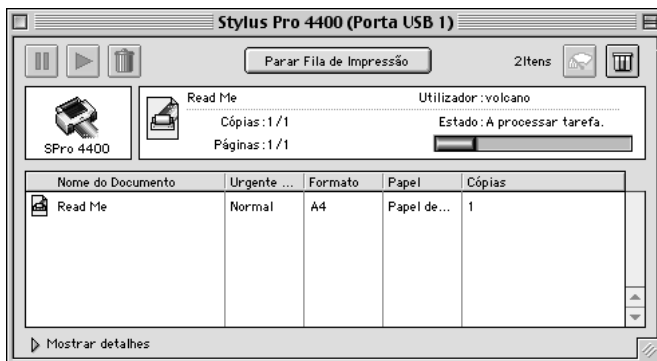 Stylus Pro 4400 (Porta USB 1)
Parar Fila de Impressão
2Itens
SPro 4400
Read Me
Utilizador:volcano
Cópias:1/1
Estado:A processar tarefa.
Páginas:1/1
Nome do Documento Urgente ... Formato Papel Cópias
Read Me Normal A4 Papel de... 1
Mostrar detalhes